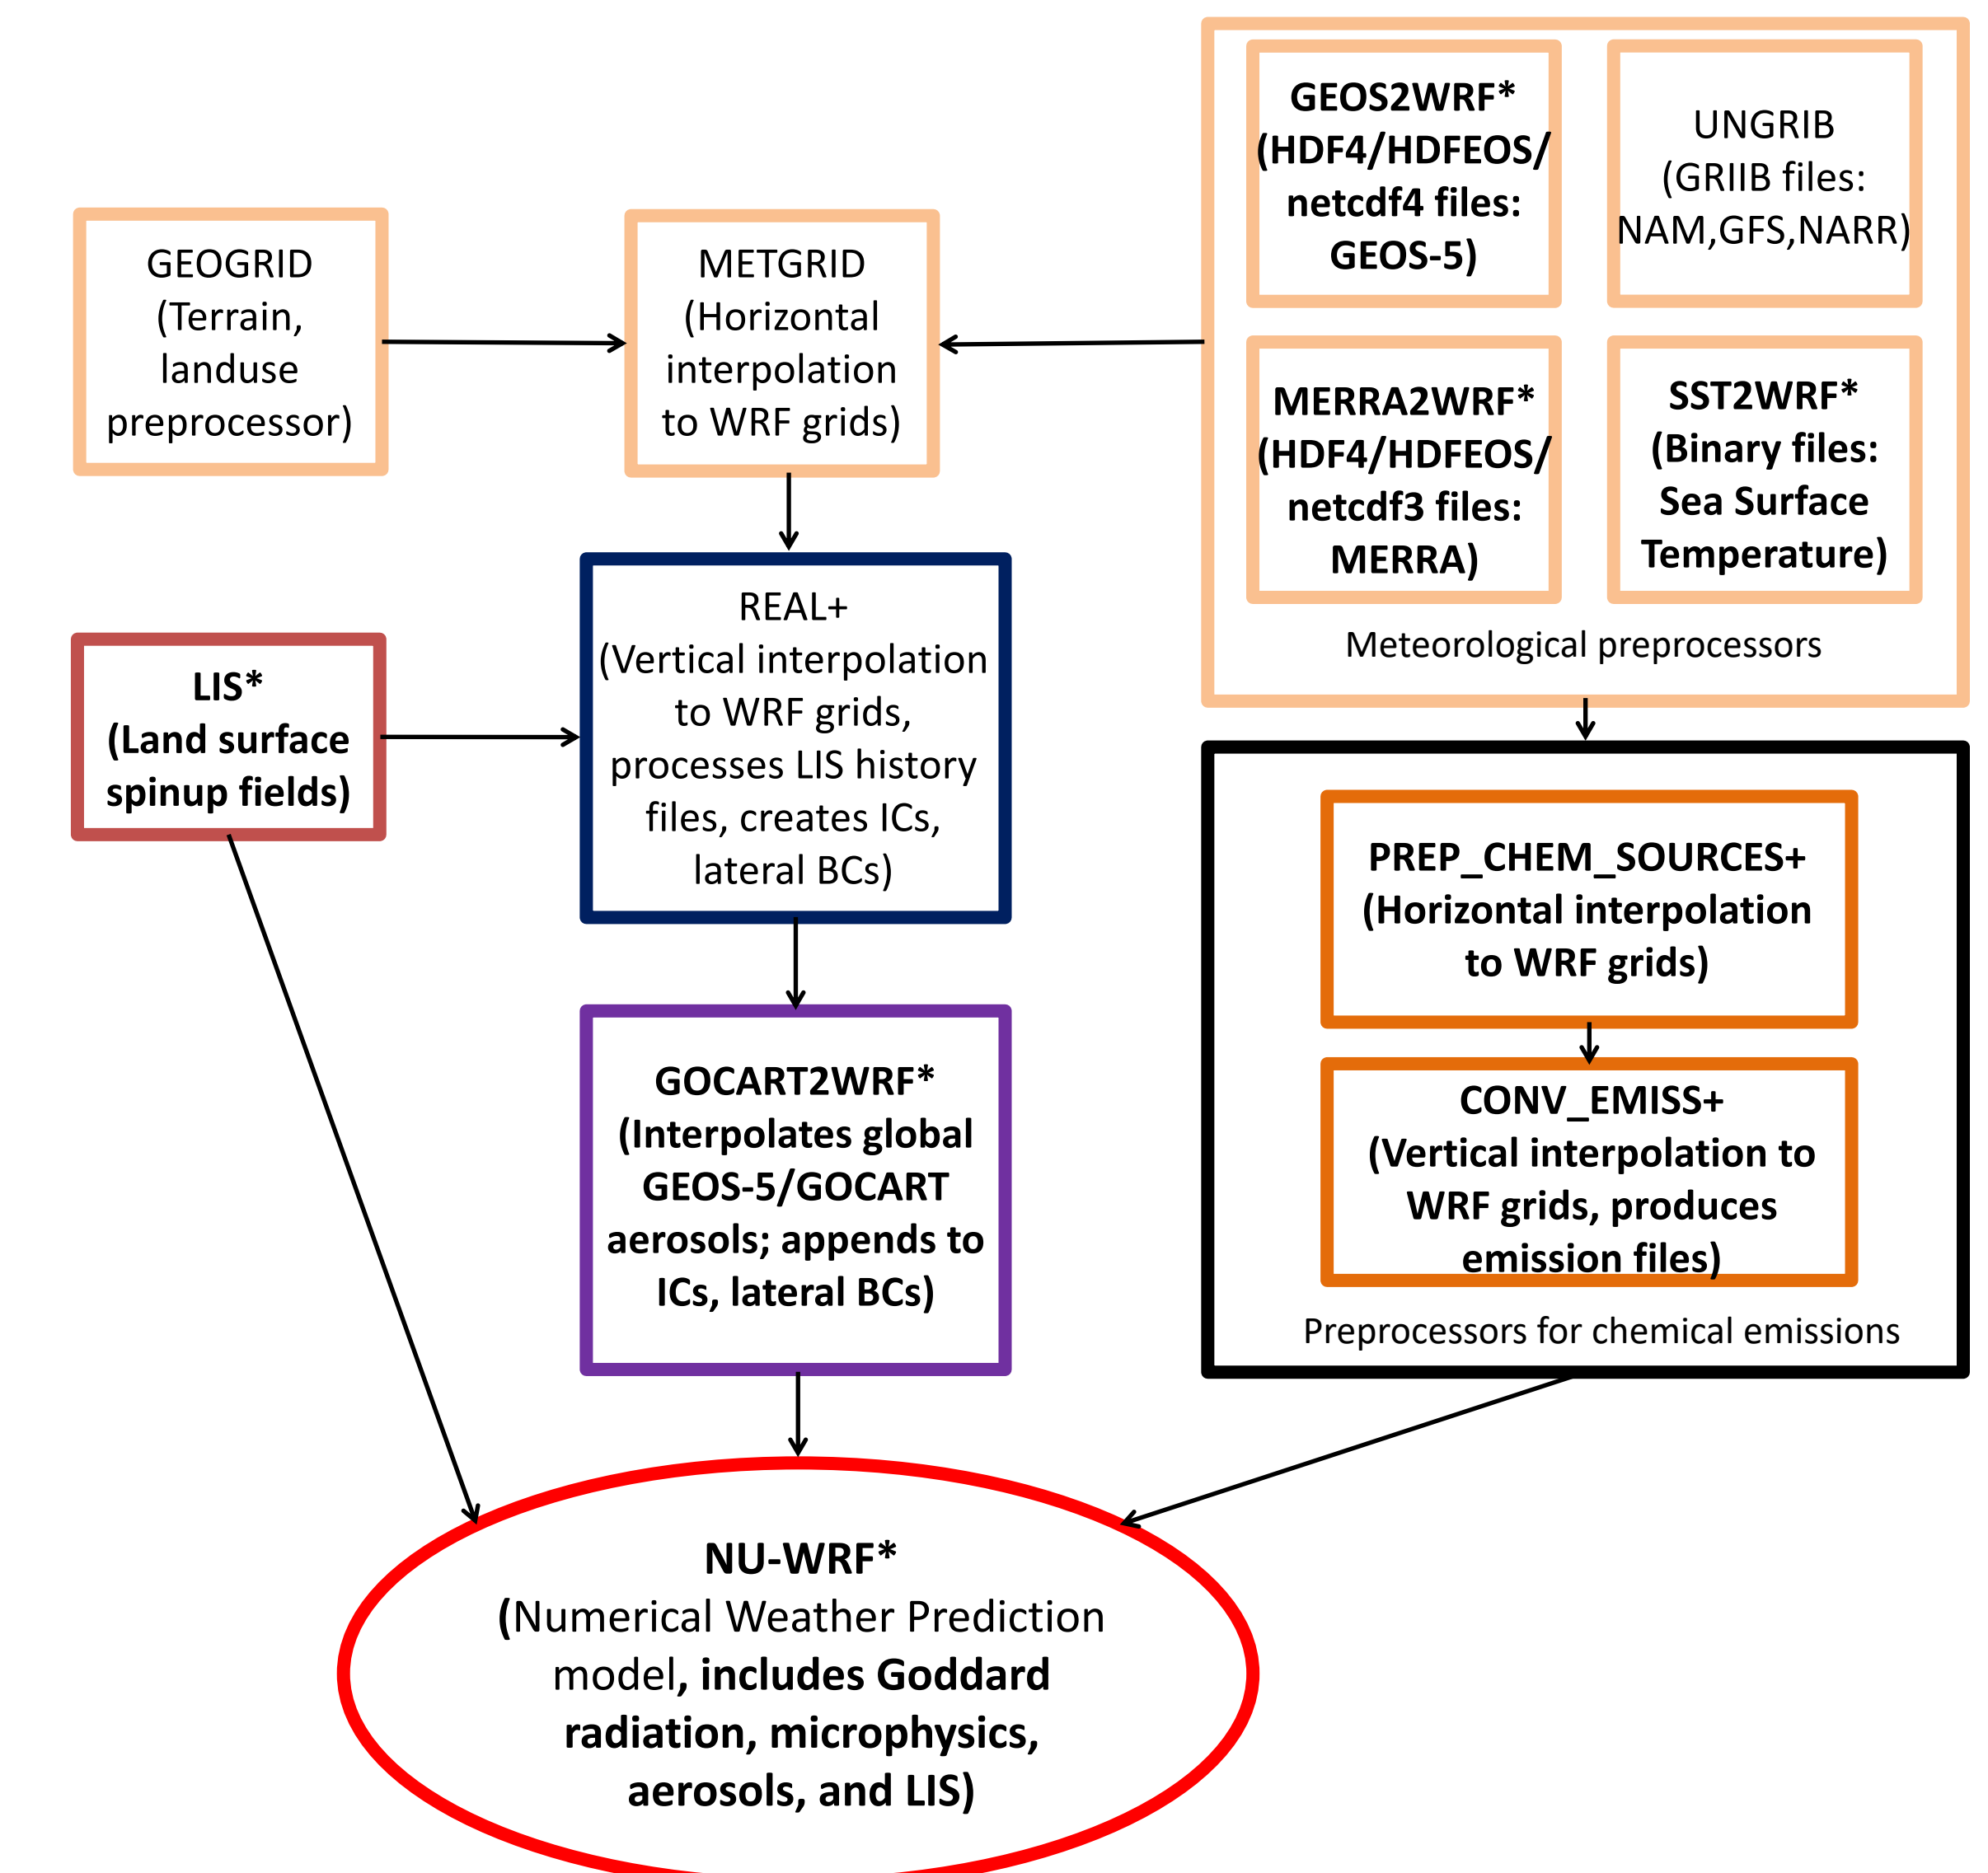 GEOGRID
(Terrain,
landuse
preprocessor)
METGRID
(Horizontal
interpolation
to WRF grids)
GEOS2WRF*
(HDF4/HDFEOS/
netcdf4 files:
GEOS-5)
UNGRIB
(GRIIB files:
NAM,GFS,NARR)
MERRA2WRF*
(HDF4/HDFEOS/
netcdf3 files:
MERRA)
SST2WRF*
(Binary files:
Sea Surface
Temperature)
Meteorological preprocessors
LIS*
(Land surface
spinup fields)
REAL+
(Vertical interpolation
to WRF grids,
processes LIS history
files, creates ICs,
lateral BCs)
PREP_CHEM_SOURCES+
(Horizontal interpolation
to WRF grids)
CONV_EMISS+
(Vertical interpolation to
WRF grids, produces
emission files)
Preprocessors for chemical emissions
GOCART2WRF*
(Interpolates global
GEOS-5/GOCART
aerosols; appends to
ICs, lateral BCs)
NU-WRF*
(Numerical Weather Prediction
model, includes Goddard
radiation, microphysics,
aerosols, and LIS)